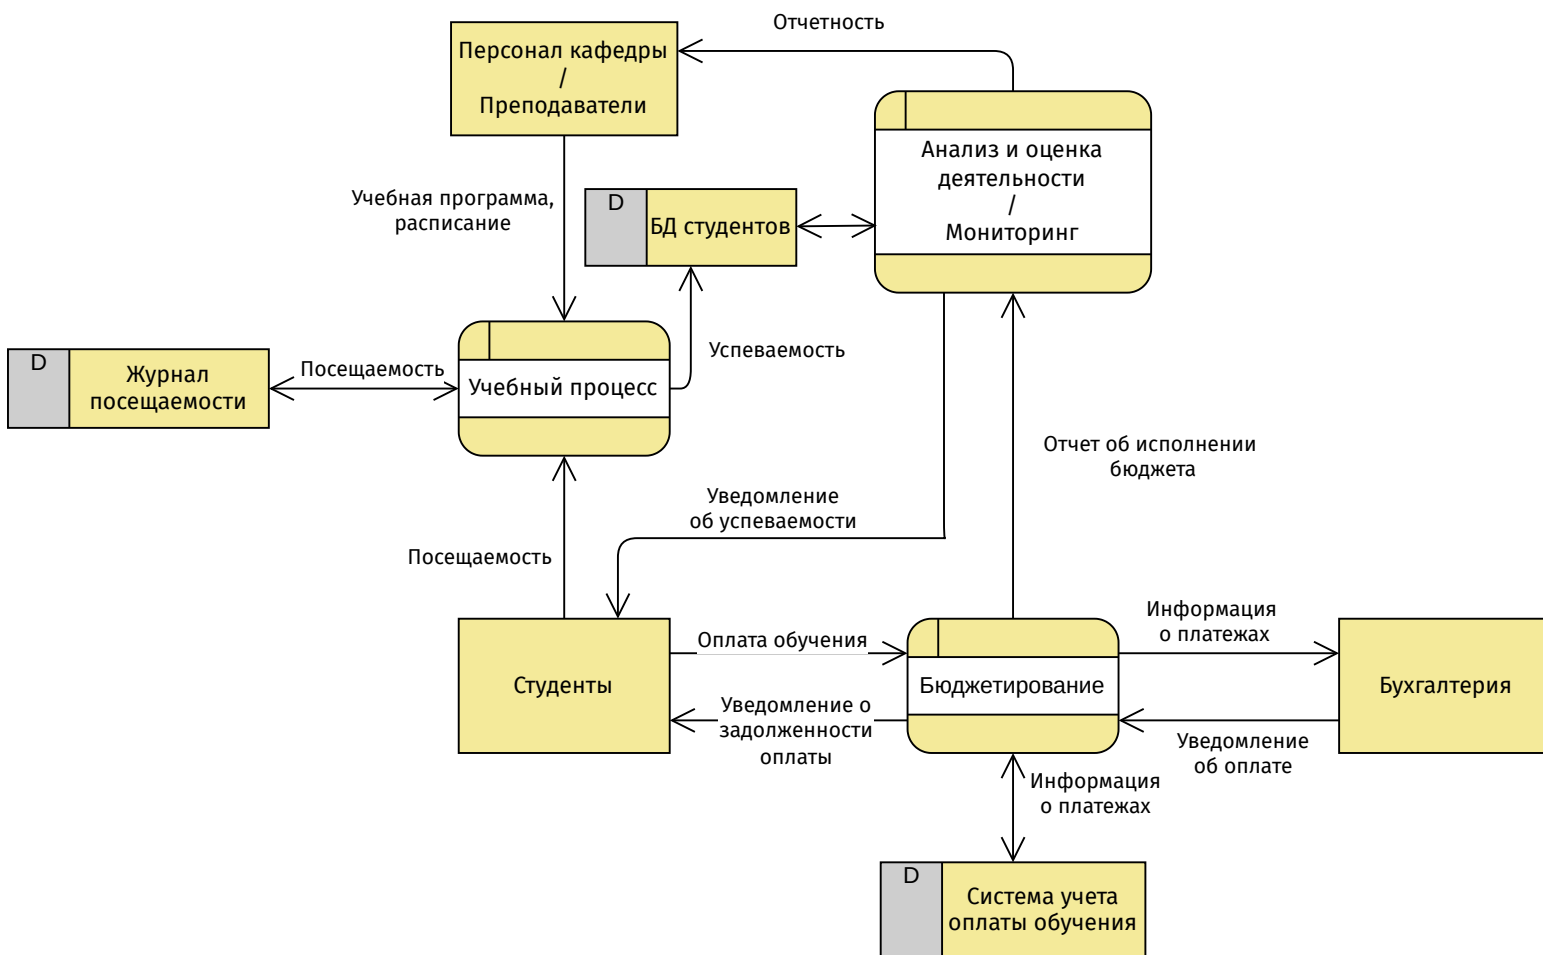 Отчетность
Персонал кафедры
/
Преподаватели
Анализ и оценка
деятельности
/
Мониторинг
Учебная программа,
расписание
D
БД студентов
Успеваемость
D
Журнал
посещаемости
Посещаемость
Учебный процесс
Отчет об исполнении
бюджета
Уведомление
об успеваемости
Посещаемость
Информация
о платежах
Оплата обучения
Студенты
Бюджетирование
Бухгалтерия
Уведомление о
задолженности
оплаты
Уведомление
об оплате
Информация
о платежах
D
Система учета
оплаты обучения